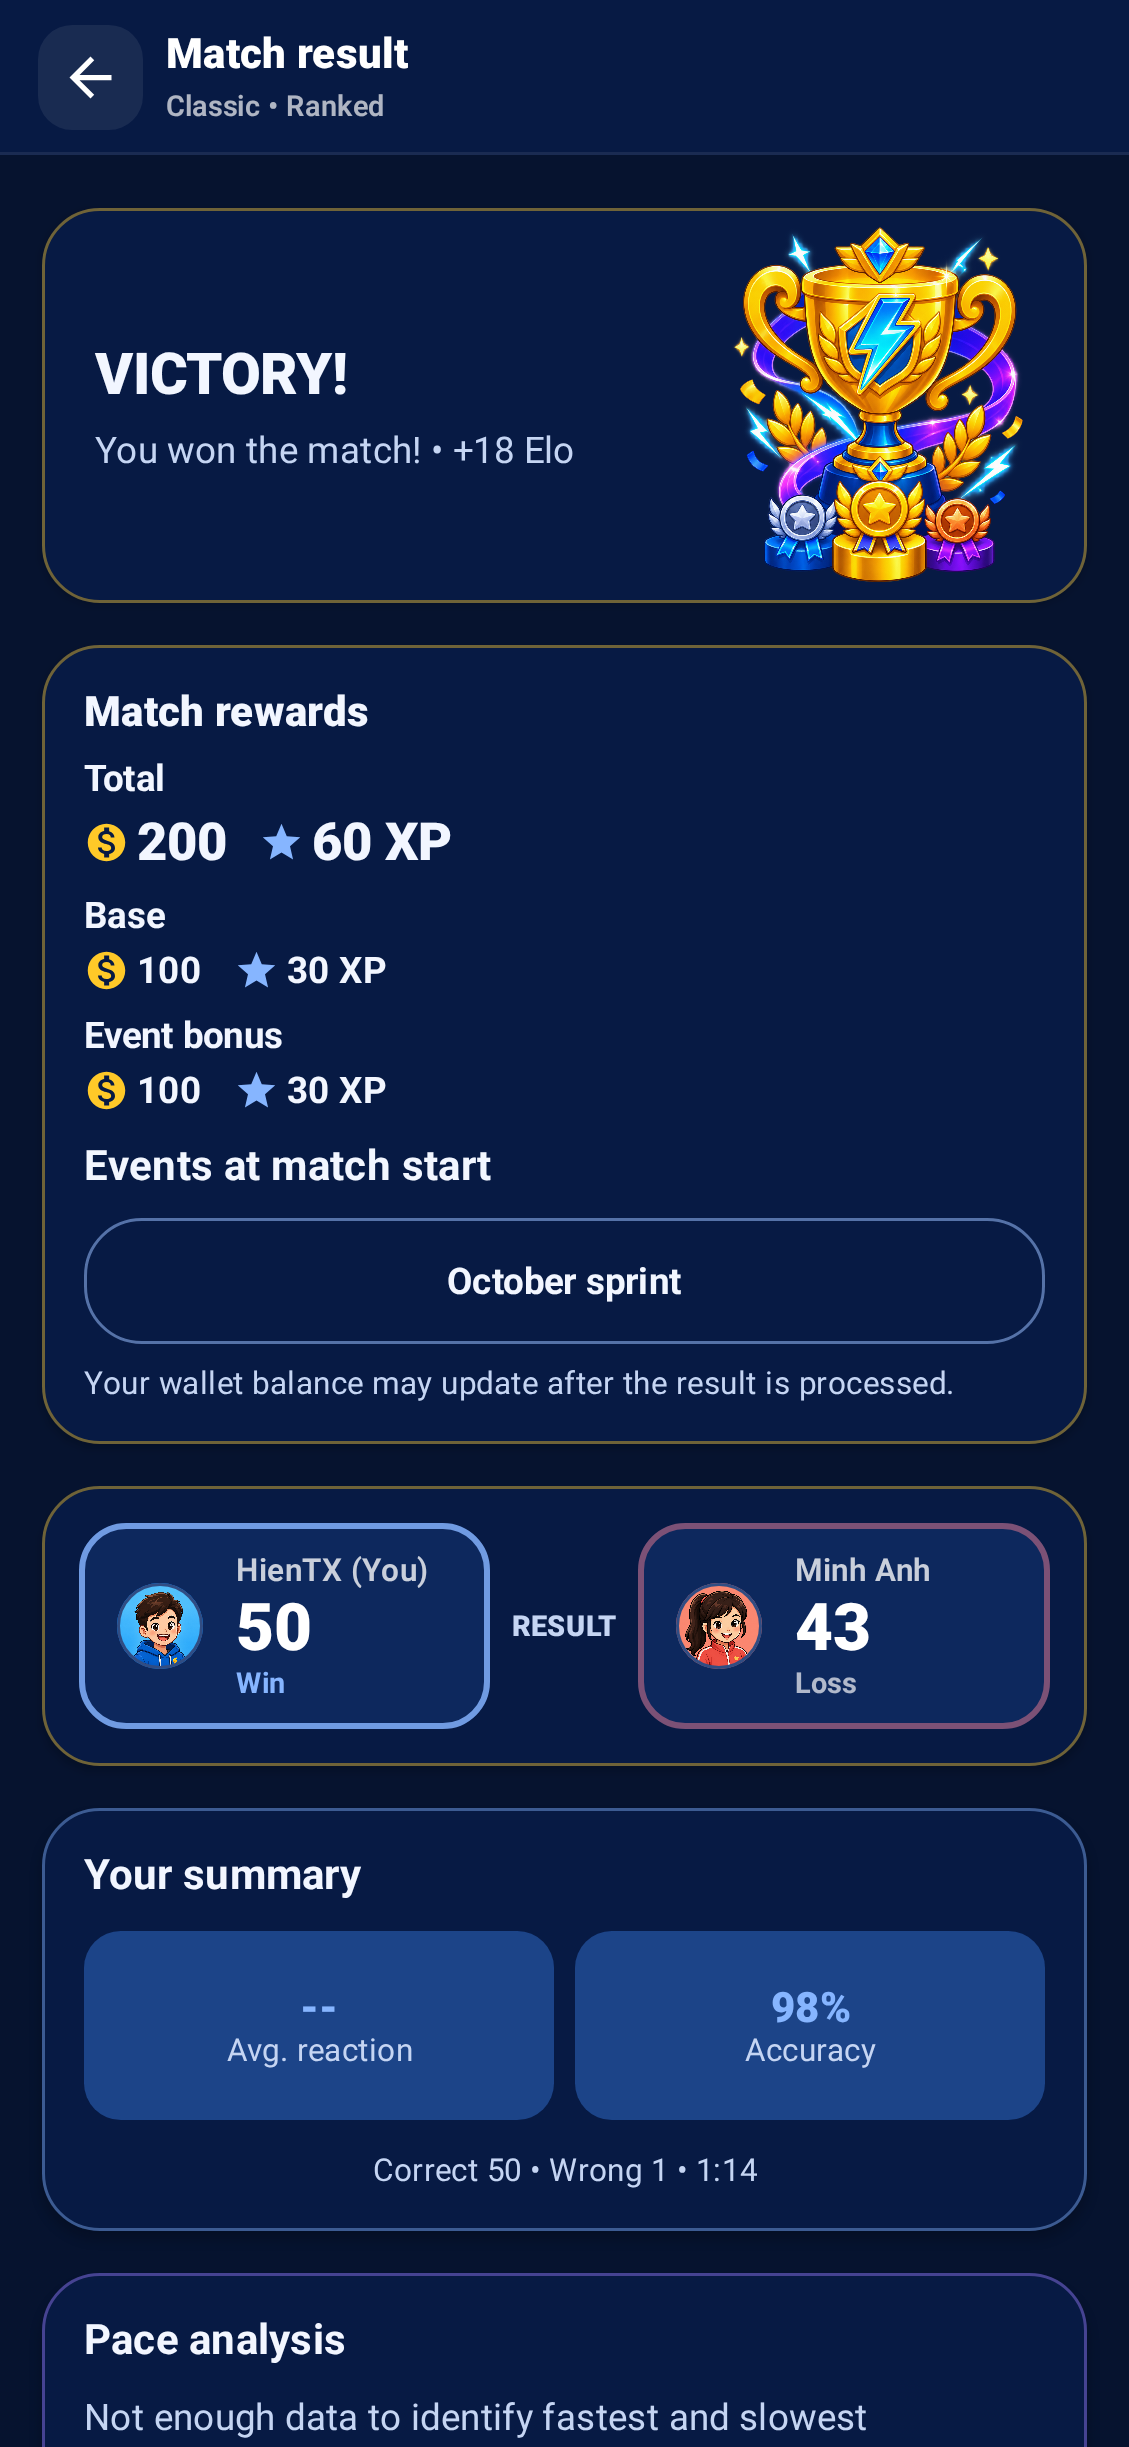 Match result
Classic • Ranked
VICTORY!
You won the match! • +18 Elo
Match rewards
Total
200 60 XP
Base
100 30 XP
Event bonus
100 30 XP
Events at match start
October sprint
Your wallet balance may update after the result is processed.
HienTX (You)
50
Win
RESULT
Minh Anh
43
Loss
Your summary
--
Avg. reaction
98%
Accuracy
Correct 50 • Wrong 1 • 1:14
Pace analysis
Not enough data to identify fastest and slowest